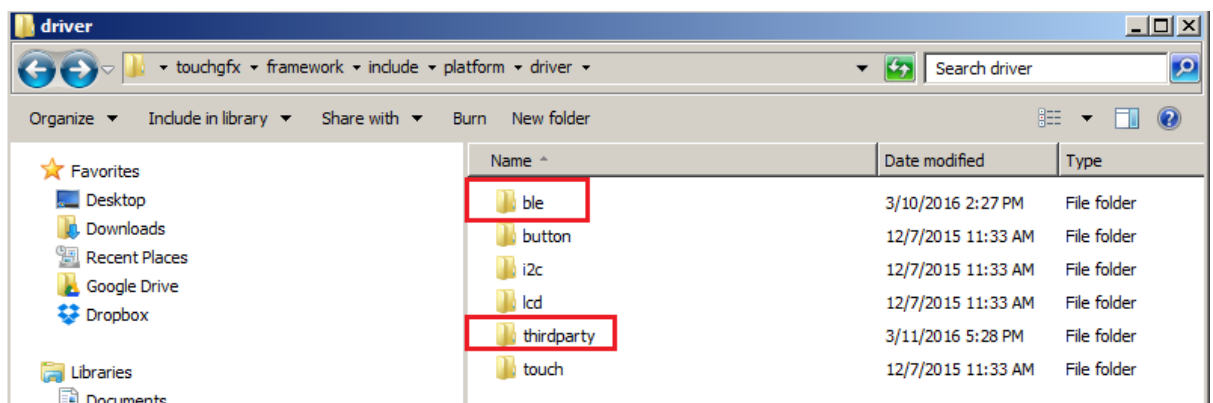 driver
touchgfx framework include platform driver
Search driver
Organize Include in library Share with Burn New folder
Name Date modified Type
Favorites
Desktop
Downloads
Recent Places
Google Drive
Dropbox
Libraries
Documents
ble 3/10/2016 2:27 PM File folder
button 12/7/2015 11:33 AM File folder
i2c 12/7/2015 11:33 AM File folder
lcd 12/7/2015 11:33 AM File folder
thirdparty 3/11/2016 5:28 PM File folder
touch 12/7/2015 11:33 AM File folder